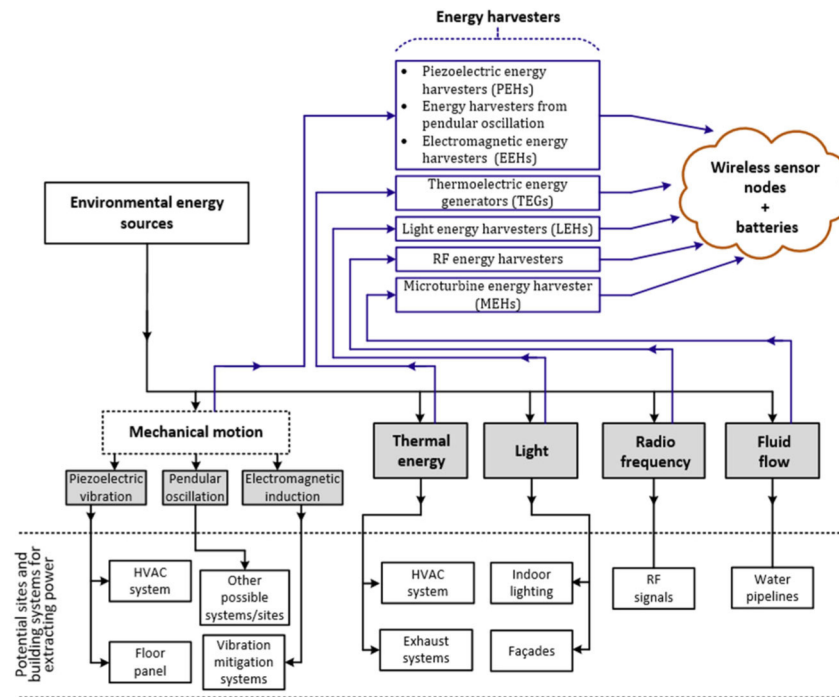 Energy harvesters
• Piezoelectric energy
harvesters (PEHs)
• Energy harvesters from
pendular oscillation
• Electromagnetic energy
harvesters (EEHs)
Thermoelectric energy
generators (TEGs)
Light energy harvesters (LEHs)
RF energy harvesters
Microturbine energy harvester
(MEHs)
Wireless sensor
nodes
+
batteries
Environmental energy
sources
Mechanical motion
Thermal
energy
Light
Radio
frequency
Fluid
flow
Piezoelectric
vibration
Pendular
oscillation
Electromagnetic
induction
Potential sites and
building systems for
extracting power
HVAC
system
Other
possible
systems/sites
HVAC
system
Indoor
lighting
RF
signals
Water
pipelines
Floor
panel
Vibration
mitigation
systems
Exhaust
systems
Façades